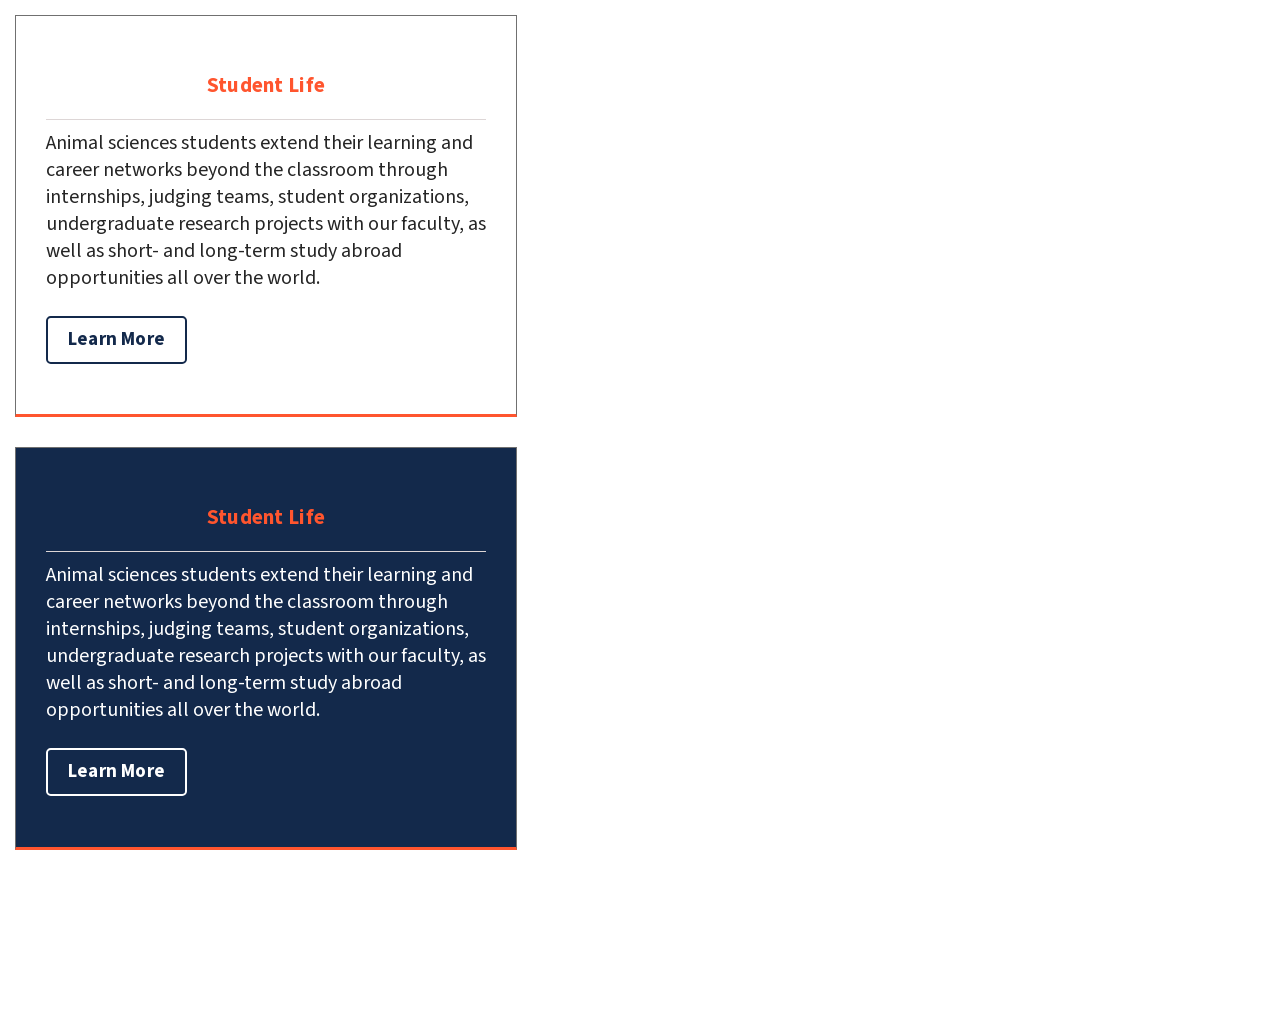 Student Life
Animal sciences students extend their learning and
career networks beyond the classroom through
internships, judging teams, student organizations,
undergraduate research projects with our faculty, as
well as short- and long-term study abroad
opportunities all over the world.
Learn More
Student Life
Animal sciences students extend their learning and
career networks beyond the classroom through
internships, judging teams, student organizations,
undergraduate research projects with our faculty, as
well as short- and long-term study abroad
opportunities all over the world.
Learn More